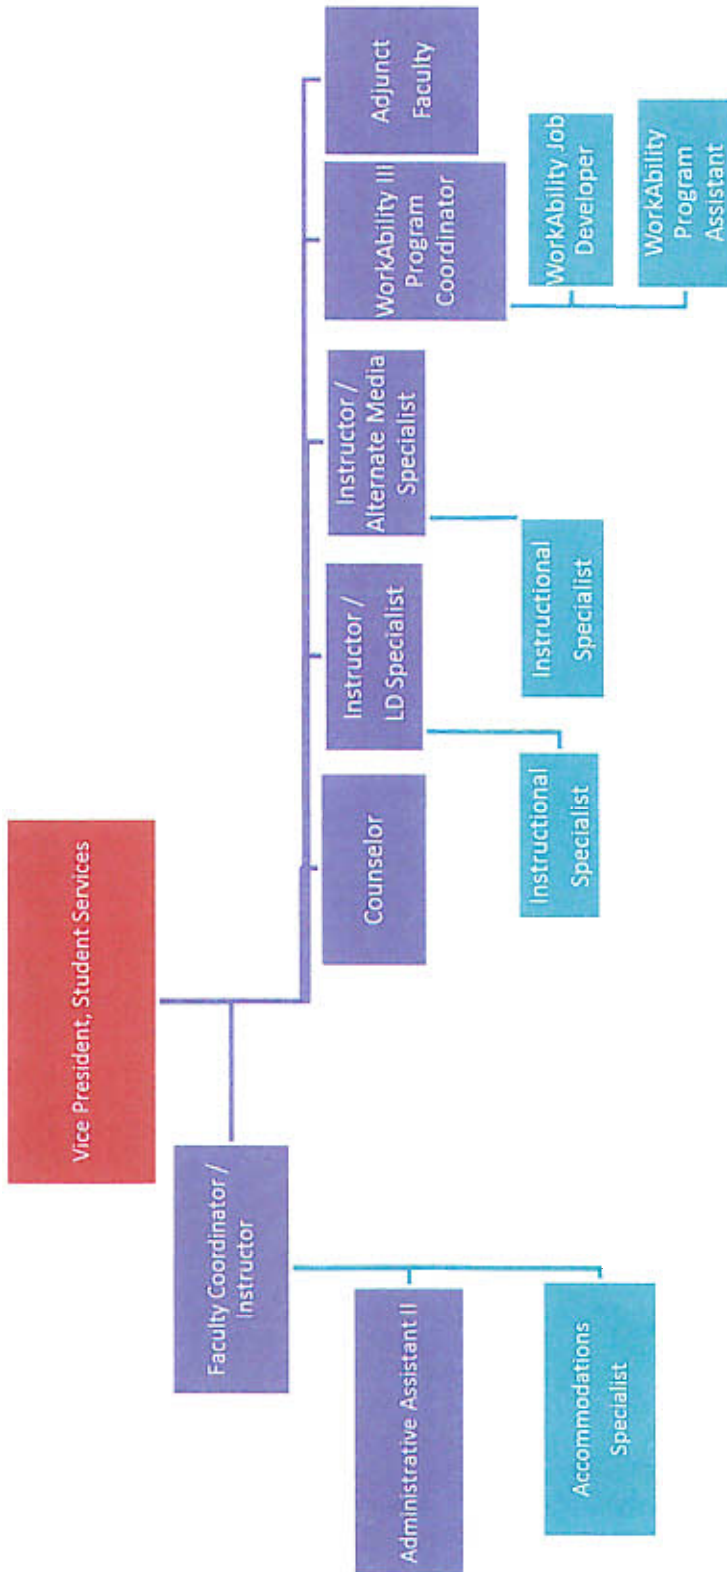 Vice President, Student Services
Faculty Coordinator /
Instructor
Administrative Assistant II
Accommodations
Specialist
Counselor
Instructor /
LD Specialist
Instructional
Specialist
Instructor /
Alternate Media
Specialist
Instructional
Specialist
WorkAbility III
Program
Coordinator
WorkAbility Job
Developer
WorkAbility
Program
Assistant
Adjunct
Faculty